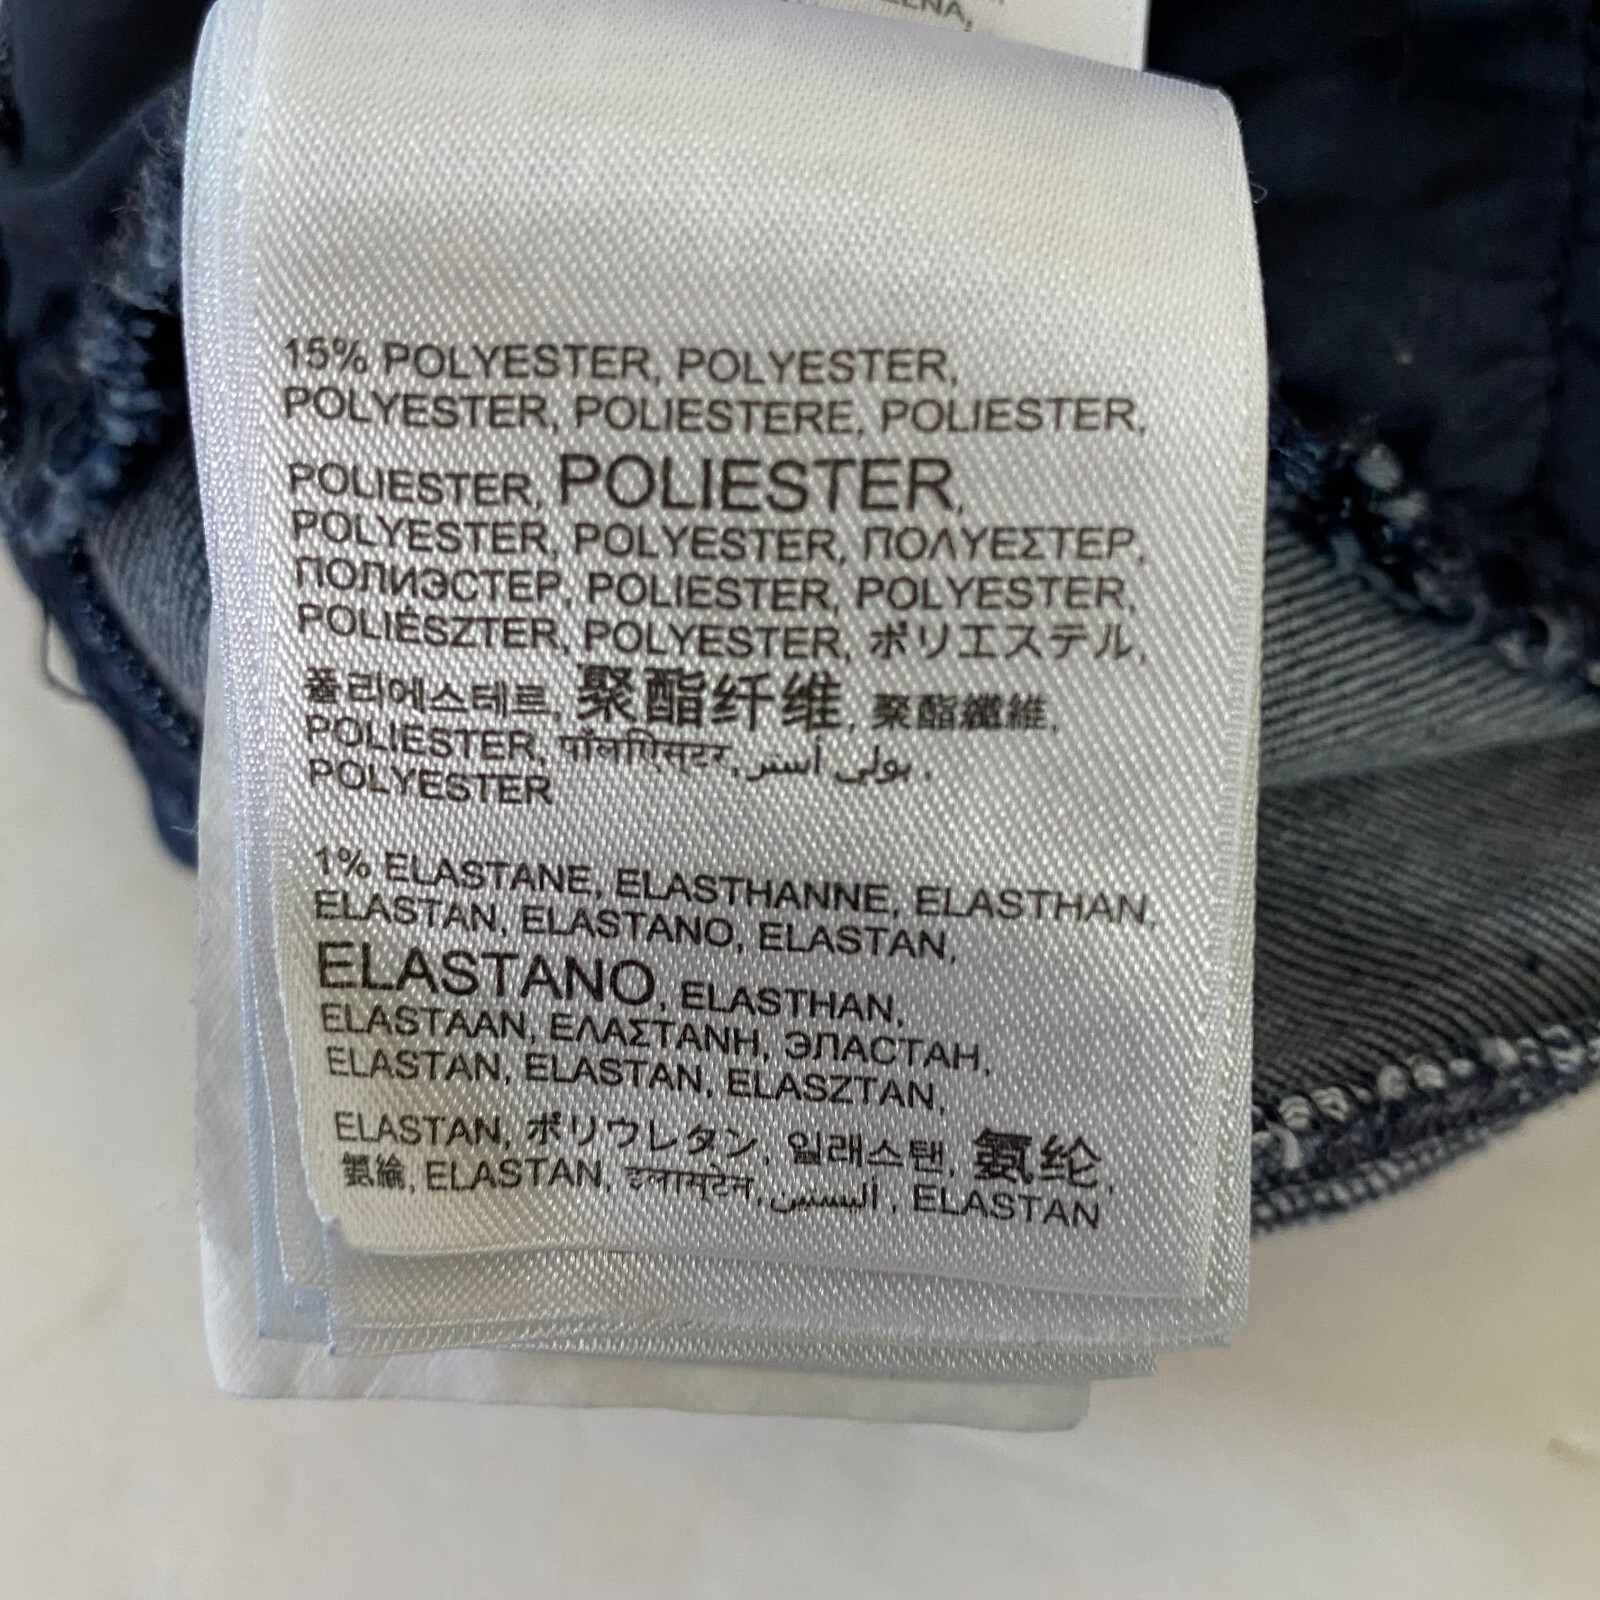 15% POLYESTER, POLYESTER,
POLYESTER, POLIESTERE, POLIESTER,
POLIESTER, POLIESTER,
POLYESTER, POLYESTER, ΠΟΛΥΕΣΤΕΡ,
ПОЛИЭСТЕР, POLIESTER, POLYESTER,
POLIÉSZTER, POLYESTER, ポリエステル,
폴리에스테르, 聚酯纤维, 聚酯纖維,
POLIESTER, पॉलिएस्टर, بولي أستر ,
POLYESTER
1% ELASTANE, ELASTHANNE, ELASTHAN,
ELASTAN, ELASTANO, ELASTAN,
ELASTANO, ELASTHAN,
ELASTAAN, ΕΛΑΣΤΑΝΗ, ЭЛАСТАН,
ELASTAN, ELASTAN, ELASZTAN,
ELASTAN, ポリウレタン, 일래스탠, 氨纶,
氨綸, ELASTAN, ELASTAN